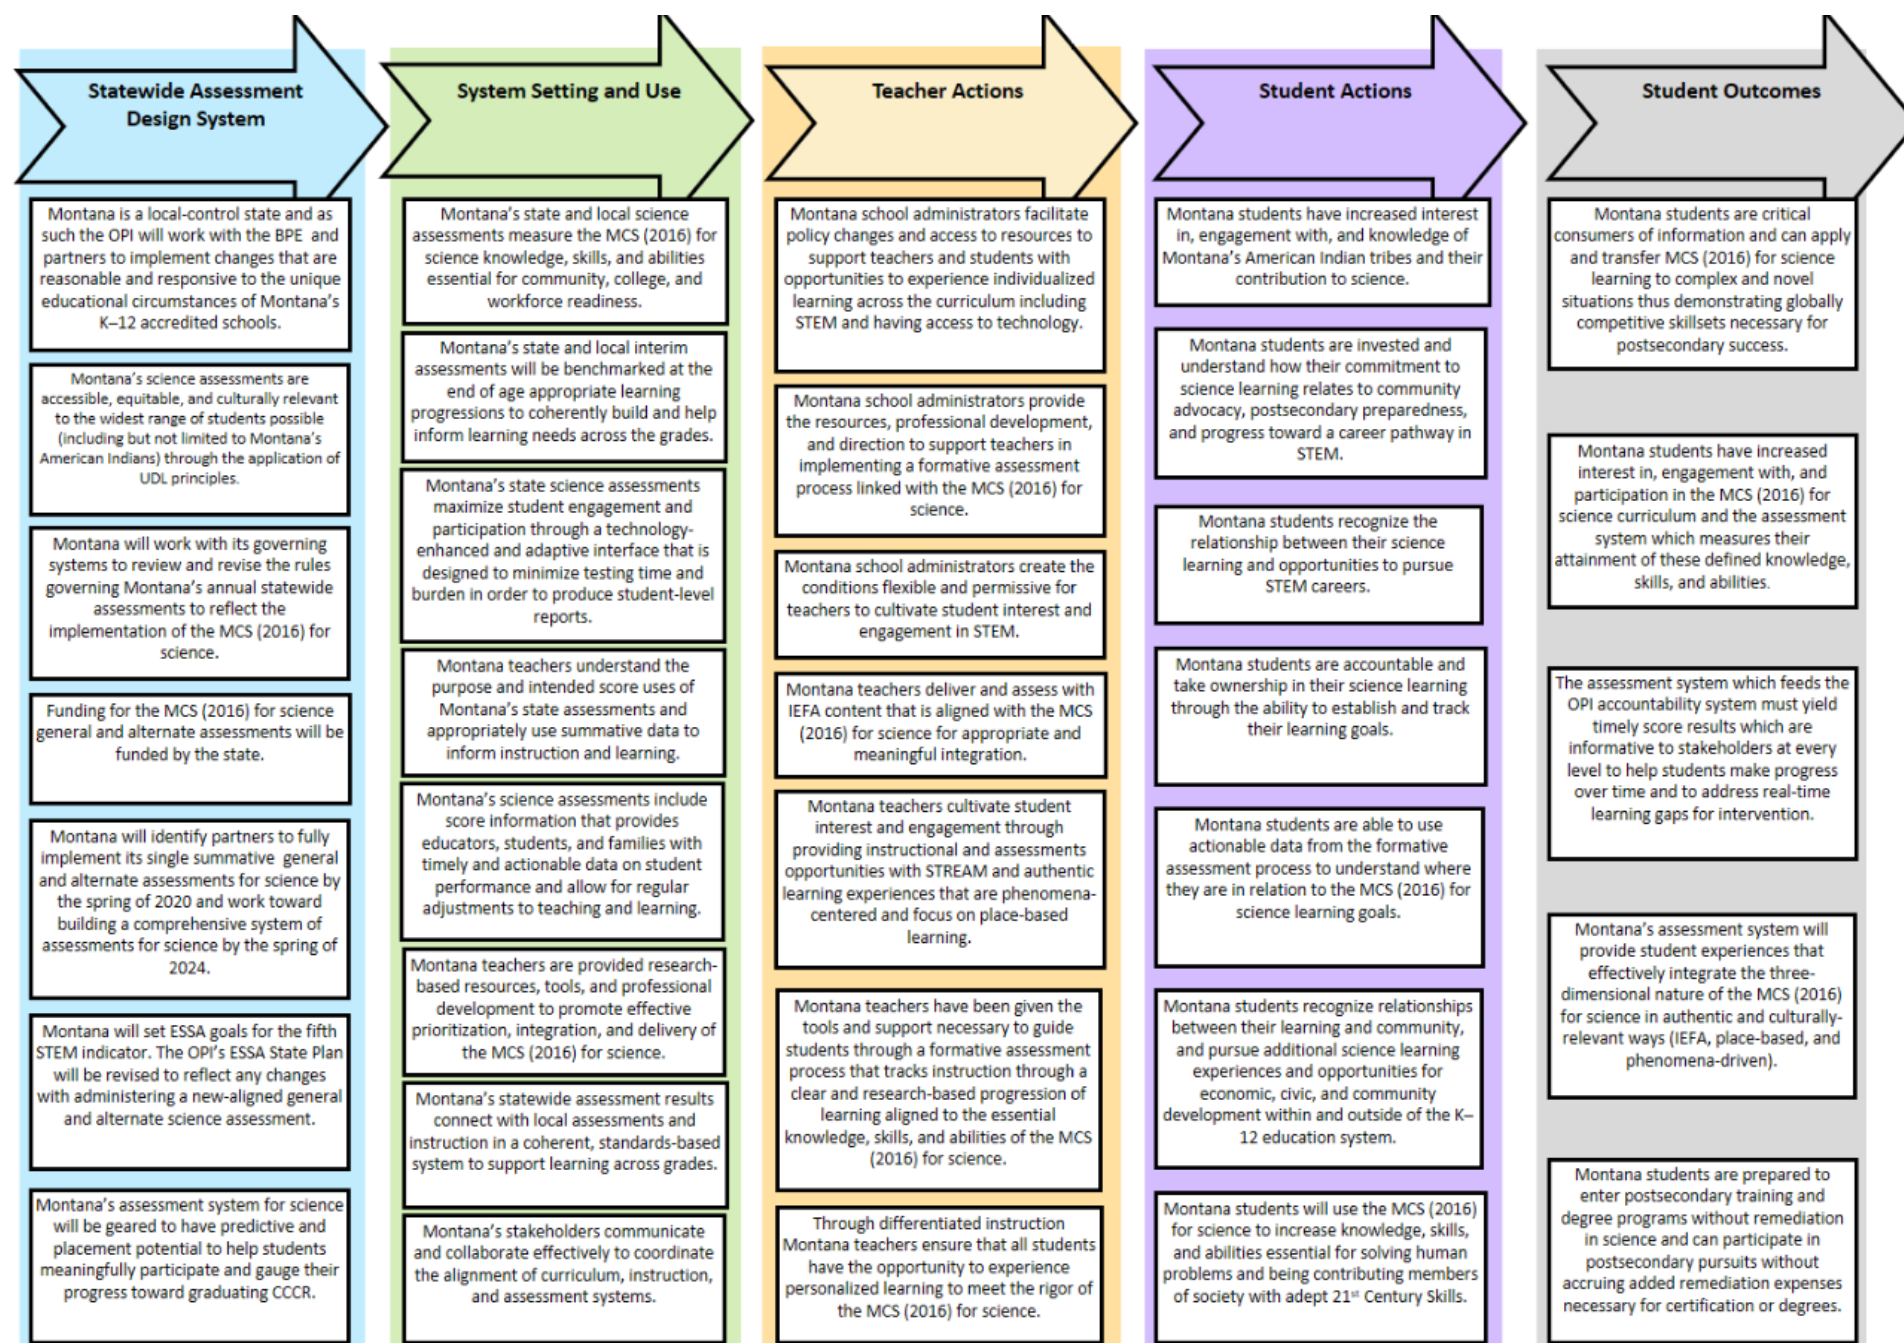 Statewide Assessment
Design System
Montana is a local-control state and as
such the OPI will work with the BPE and
partners to implement changes that are
reasonable and responsive to the unique
educational circumstances of Montana's
K–12 accredited schools.
Montana's science assessments are
accessible, equitable, and culturally relevant
to the widest range of students possible
(including but not limited to Montana's
American Indians) through the application of
UDL principles.
Montana will work with its governing
systems to review and revise the rules
governing Montana's annual statewide
assessments to reflect the
implementation of the MCS (2016) for
science.
Funding for the MCS (2016) for science
general and alternate assessments will be
funded by the state.
Montana will identify partners to fully
implement its single summative general
and alternate assessments for science by
the spring of 2020 and work toward
building a comprehensive system of
assessments for science by the spring of
2024.
Montana will set ESSA goals for the fifth
STEM indicator. The OPI's ESSA State Plan
will be revised to reflect any changes
with administering a new-aligned general
and alternate science assessment.
Montana's assessment system for science
will be geared to have predictive and
placement potential to help students
meaningfully participate and gauge their
progress toward graduating CCCR.
System Setting and Use
Montana's state and local science
assessments measure the MCS (2016) for
science knowledge, skills, and abilities
essential for community, college, and
workforce readiness.
Montana's state and local interim
assessments will be benchmarked at the
end of age appropriate learning
progressions to coherently build and help
inform learning needs across the grades.
Montana's state science assessments
maximize student engagement and
participation through a technology-
enhanced and adaptive interface that is
designed to minimize testing time and
burden in order to produce student-level
reports.
Montana teachers understand the
purpose and intended score uses of
Montana's state assessments and
appropriately use summative data to
inform instruction and learning.
Montana's science assessments include
score information that provides
educators, students, and families with
timely and actionable data on student
performance and allow for regular
adjustments to teaching and learning.
Montana teachers are provided research-
based resources, tools, and professional
development to promote effective
prioritization, integration, and delivery of
the MCS (2016) for science.
Montana's statewide assessment results
connect with local assessments and
instruction in a coherent, standards-based
system to support learning across grades.
Montana's stakeholders communicate
and collaborate effectively to coordinate
the alignment of curriculum, instruction,
and assessment systems.
Teacher Actions
Montana school administrators facilitate
policy changes and access to resources to
support teachers and students with
opportunities to experience individualized
learning across the curriculum including
STEM and having access to technology.
Montana school administrators provide
the resources, professional development,
and direction to support teachers in
implementing a formative assessment
process linked with the MCS (2016) for
science.
Montana school administrators create the
conditions flexible and permissive for
teachers to cultivate student interest and
engagement in STEM.
Montana teachers deliver and assess with
IEFA content that is aligned with the MCS
(2016) for science for appropriate and
meaningful integration.
Montana teachers cultivate student
interest and engagement through
providing instructional and assessments
opportunities with STREAM and authentic
learning experiences that are phenomena-
centered and focus on place-based
learning.
Montana teachers have been given the
tools and support necessary to guide
students through a formative assessment
process that tracks instruction through a
clear and research-based progression of
learning aligned to the essential
knowledge, skills, and abilities of the MCS
(2016) for science.
Through differentiated instruction
Montana teachers ensure that all students
have the opportunity to experience
personalized learning to meet the rigor of
the MCS (2016) for science.
Student Actions
Montana students have increased interest
in, engagement with, and knowledge of
Montana's American Indian tribes and their
contribution to science.
Montana students are invested and
understand how their commitment to
science learning relates to community
advocacy, postsecondary preparedness,
and progress toward a career pathway in
STEM.
Montana students recognize the
relationship between their science
learning and opportunities to pursue
STEM careers.
Montana students are accountable and
take ownership in their science learning
through the ability to establish and track
their learning goals.
Montana students are able to use
actionable data from the formative
assessment process to understand where
they are in relation to the MCS (2016) for
science learning goals.
Montana students recognize relationships
between their learning and community,
and pursue additional science learning
experiences and opportunities for
economic, civic, and community
development within and outside of the K–
12 education system.
Montana students will use the MCS (2016)
for science to increase knowledge, skills,
and abilities essential for solving human
problems and being contributing members
of society with adept 21st Century Skills.
Student Outcomes
Montana students are critical
consumers of information and can apply
and transfer MCS (2016) for science
learning to complex and novel
situations thus demonstrating globally
competitive skillsets necessary for
postsecondary success.
Montana students have increased
interest in, engagement with, and
participation in the MCS (2016) for
science curriculum and the assessment
system which measures their
attainment of these defined knowledge,
skills, and abilities.
The assessment system which feeds the
OPI accountability system must yield
timely score results which are
informative to stakeholders at every
level to help students make progress
over time and to address real-time
learning gaps for intervention.
Montana's assessment system will
provide student experiences that
effectively integrate the three-
dimensional nature of the MCS (2016)
for science in authentic and culturally-
relevant ways (IEFA, place-based, and
phenomena-driven).
Montana students are prepared to
enter postsecondary training and
degree programs without remediation
in science and can participate in
postsecondary pursuits without
accruing added remediation expenses
necessary for certification or degrees.